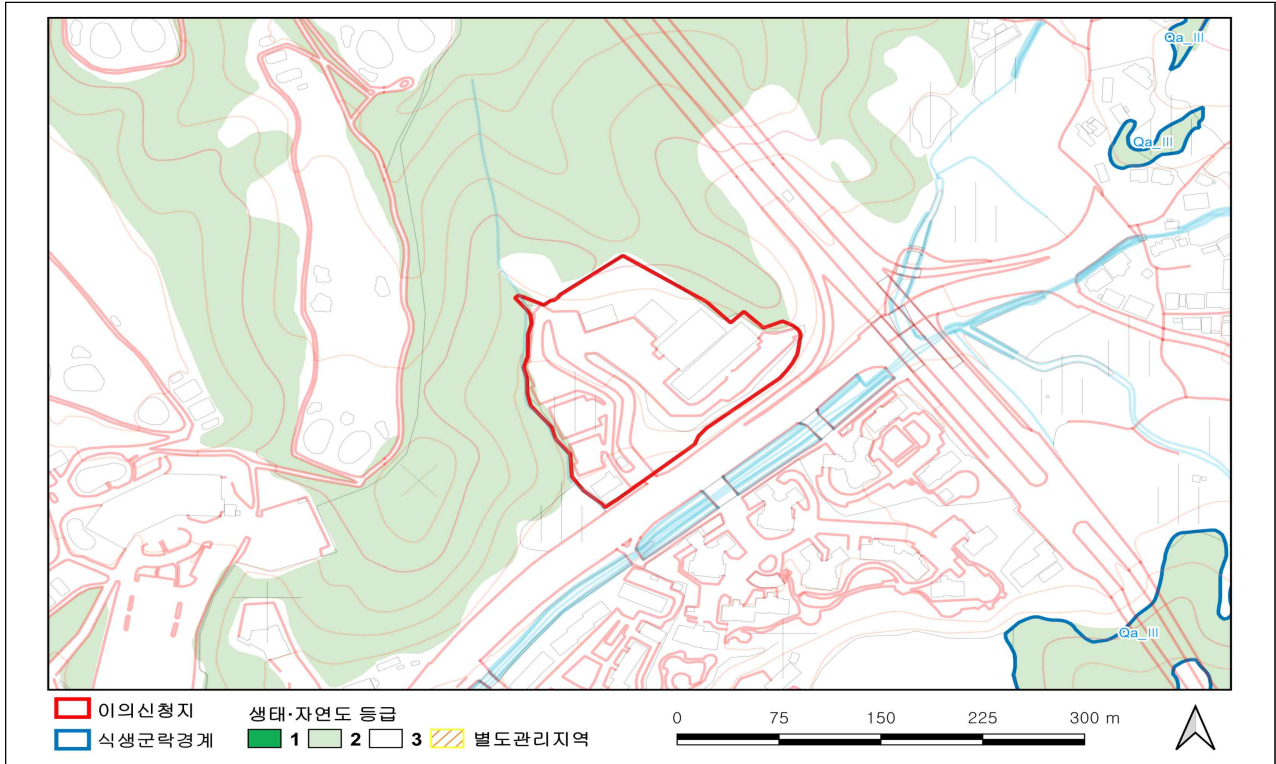 Qa_III
Qa_III
Qa_III
이의신청지
식생군락경계
생태·자연도 등급
1 2 3 별도관리지역
0 75 150 225 300 m